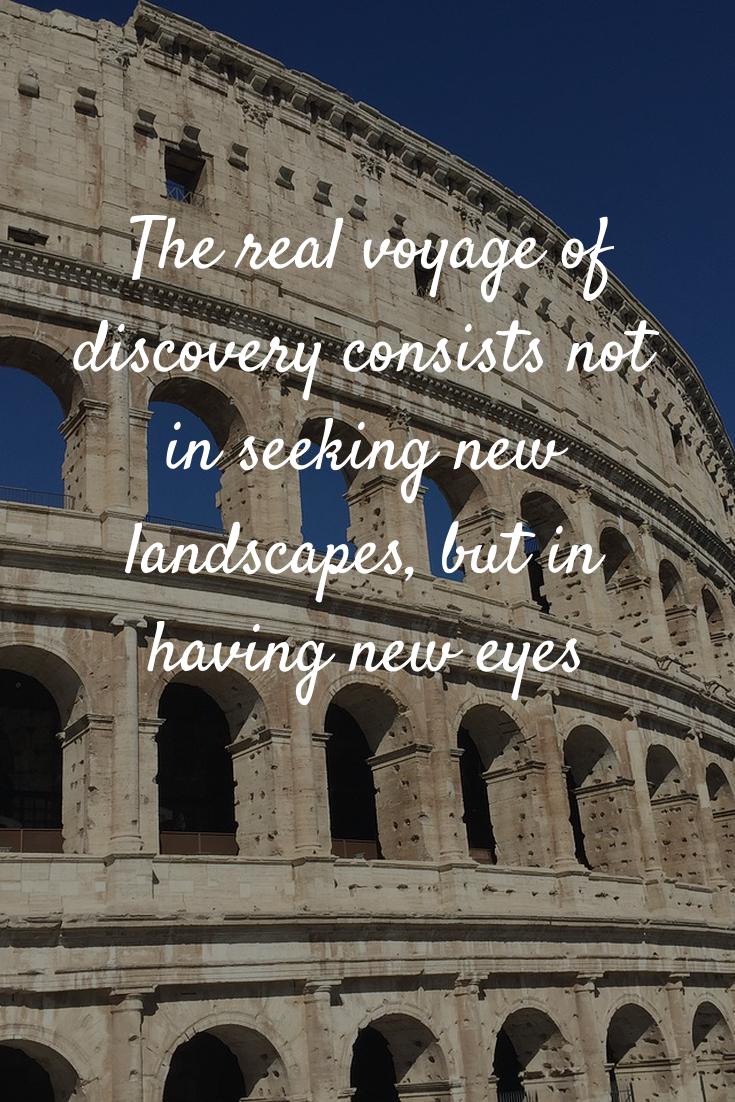 The real voyage of
discovery consists not
in seeking new
landscapes, but in
having new eyes